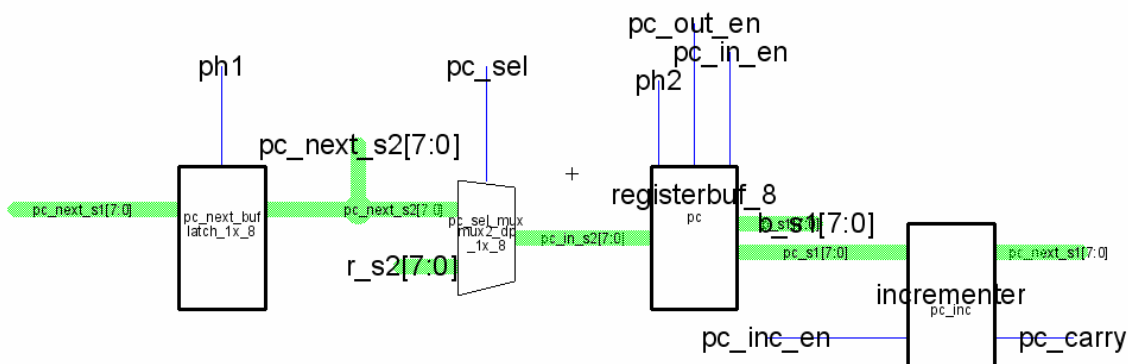 pc_out_en
pc_in_en
ph1
pc_sel
ph2
pc_next_s2[7:0]
registerbuf_8
pc
pc_next_s1[7:0]
pc_next_buf
latch_1x_8
pc_next_s2[7:0]
pc_sel_mux
mux2_dp
_1x_8
pc_in_s2[7:0]
b_s1[7:0]
pc_s1[7:0]
pc_next_s1[7:0]
r_s2[7:0]
incrementer
pc_inc
pc_inc_en
pc_carry